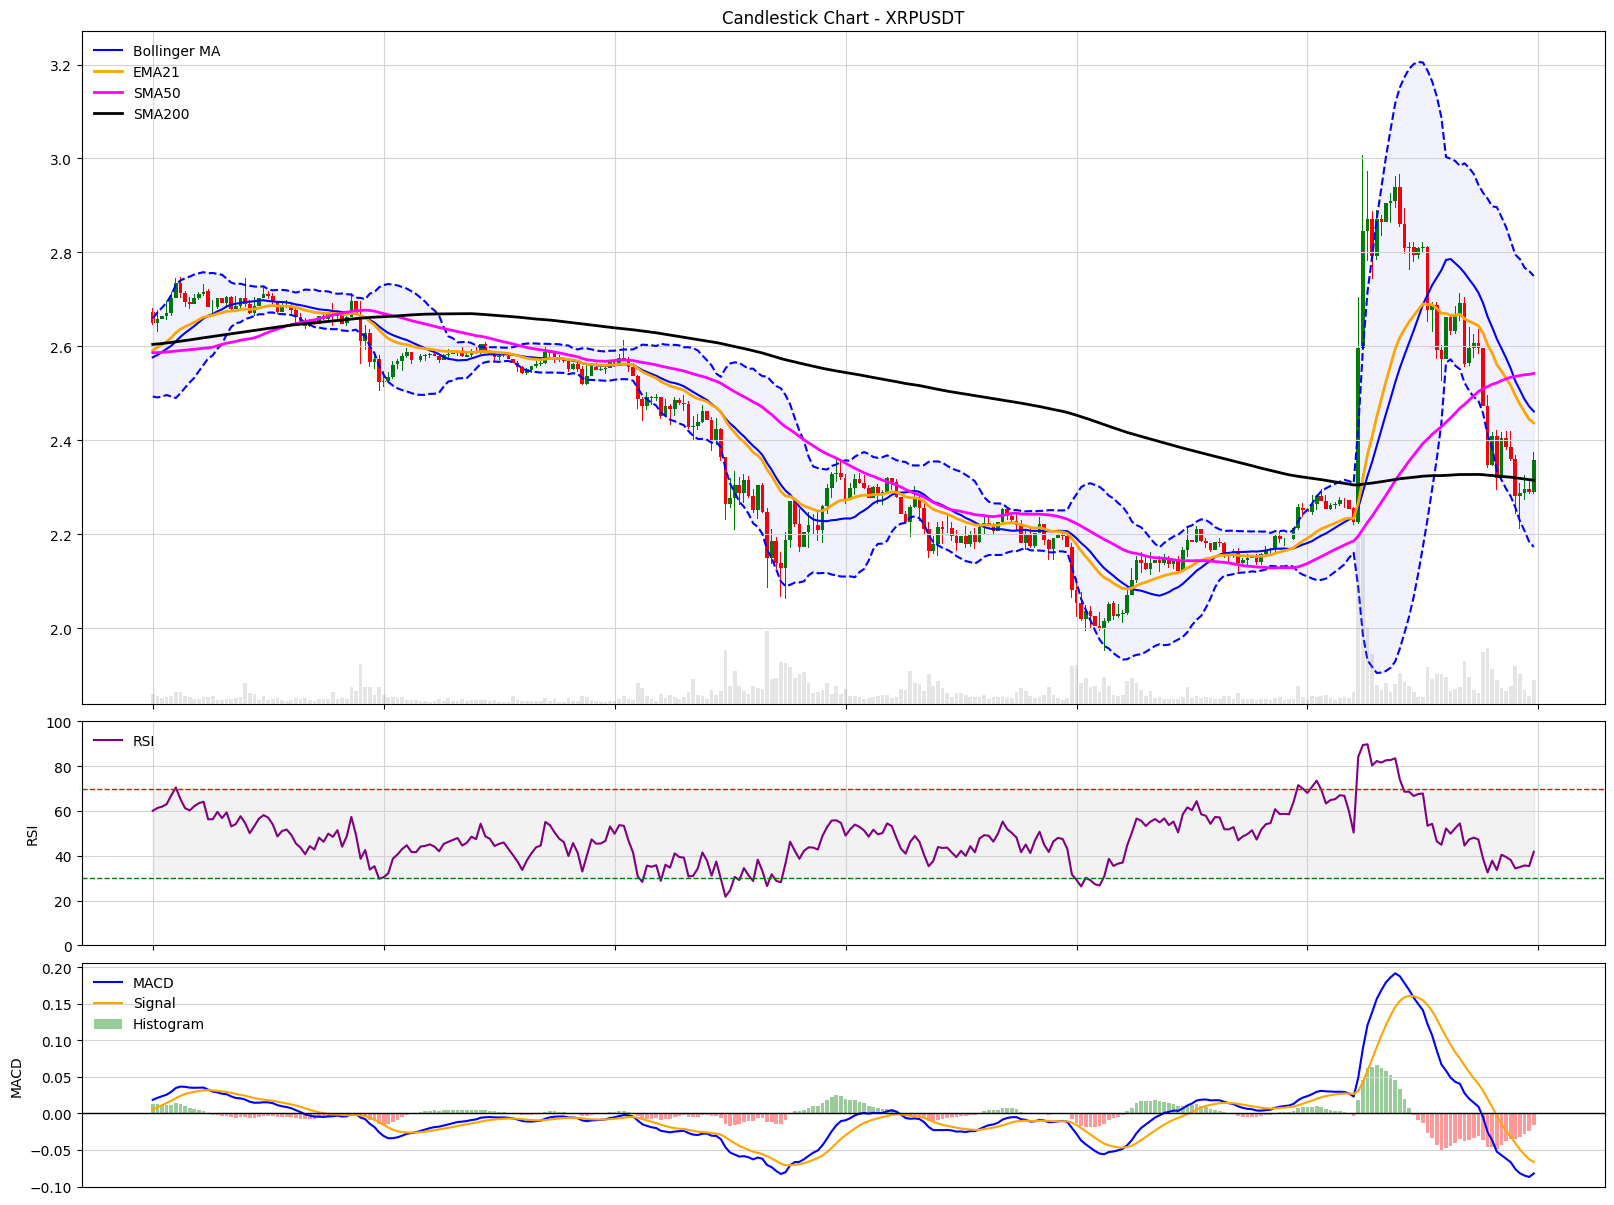 Candlestick Chart - XRPUSDT
Bollinger MA
EMA21
SMA50
SMA200
3.2
3.0
2.8
2.6
2.4
2.2
2.0
RSI
100
80
60
40
20
0
RSI
MACD
Signal
Histogram
0.20
0.15
0.10
0.05
0.00
−0.05
−0.10
MACD